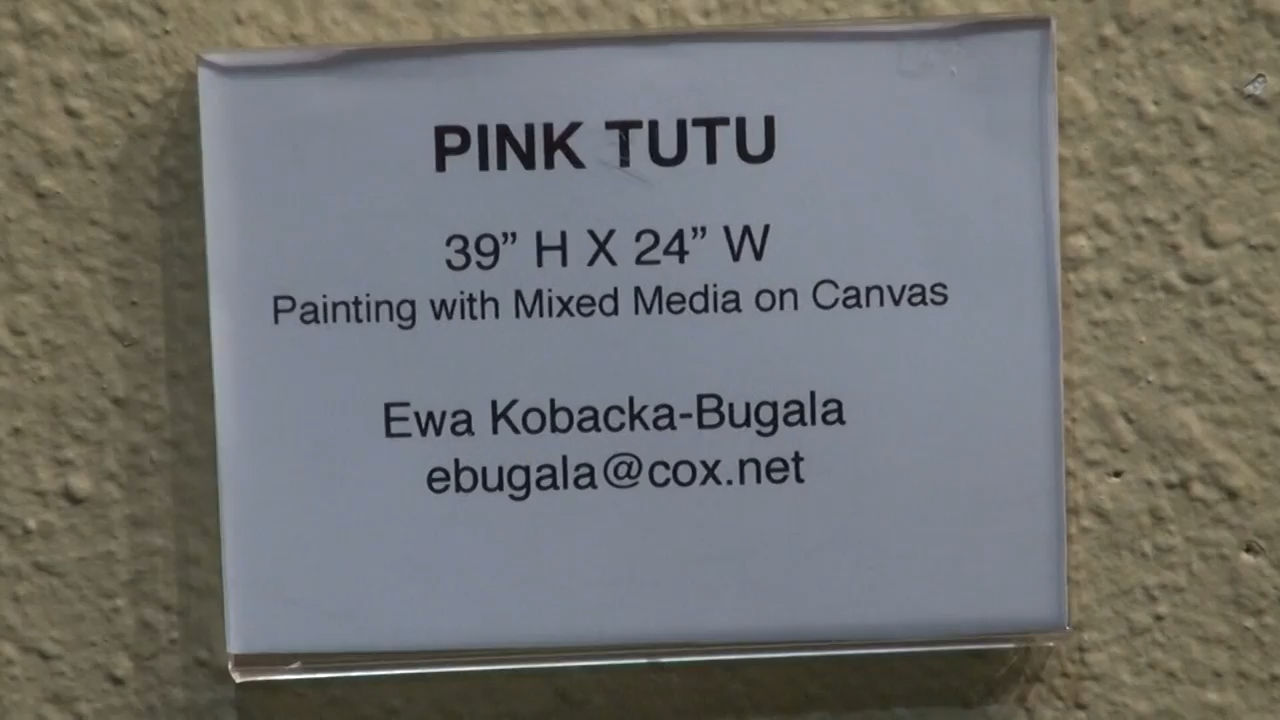 PINK TUTU
39” H X 24” W
Painting with Mixed Media on Canvas
Ewa Kobacka-Bugala
ebugala@cox.net